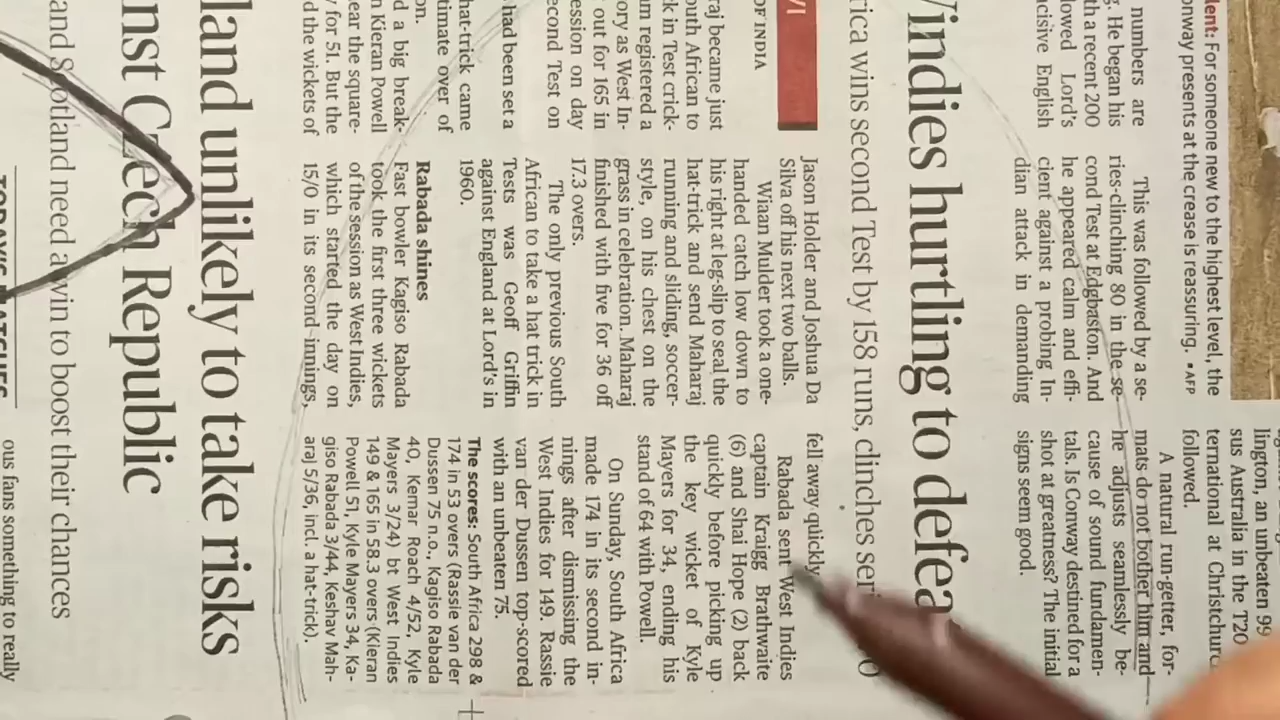 lent: For someone new to the highest level, the
onway presents at the crease is reassuring. •AFP
numbers are
g. He began his
th a recent 200
lowed Lord's
acisive English
This was followed by a se-
ries-clinching 80 in the se-
cond Test at Edgbaston. And
he appeared calm and effi-
cient against a probing In-
dian attack in demanding
lington, an unbeaten 99
sus Australia in the T20
ternational at Christchurc
followed.
A natural run-getter, for-
mats do not bother him and
he adjusts seamlessly be-
cause of sound fundamen-
tals. Is Conway destined for a
shot at greatness? The initial
signs seem good.
Windies hurtling to defea
rica wins second Test by 158 runs, clinches seri
VI
OF INDIA
raj became just
outh African to
ck in Test crick-
am registered a
ory as West In-
out for 165 in
ession on day
econd Test on
had been set a
hat-trick came
timate over of
on.
d a big break-
n Kieran Powell
ear the square-
y for 51. But the
d the wickets of
Jason Holder and Joshua Da
Silva off his next two balls.
Wiaan Mulder took a one-
handed catch low down to
his right at leg-slip to seal the
hat-trick and send Maharaj
running and sliding, soccer-
style, on his chest on the
grass in celebration. Maharaj
finished with five for 36 off
17.3 overs.
The only previous South
African to take a hat trick in
Tests was Geoff Griffin
against England at Lord's in
1960.
Rabada shines
Fast bowler Kagiso Rabada
took the first three wickets
of the session as West Indies,
which started the day on
15/0 in its second innings,
fell away quickly.
Rabada sent West Indies
captain Kraigg Brathwaite
(6) and Shai Hope (2) back
quickly before picking up
the key wicket of Kyle
Mayers for 34, ending his
stand of 64 with Powell.
On Sunday, South Africa
made 174 in its second in-
nings after dismissing the
West Indies for 149. Rassie
van der Dussen top-scored
with an unbeaten 75.
The scores: South Africa 298 &
174 in 53 overs (Rassie van der
Dussen 75 n.o., Kagiso Rabada
40, Kemar Roach 4/52, Kyle
Mayers 3/24) bt West Indies
149 & 165 in 58.3 overs (Kieran
Powell 51, Kyle Mayers 34, Ka-
giso Rabada 3/44, Keshav Mah-
araj 5/36, incl. a hat-trick).
land unlikely to take risks
nst Czech Republic
and Scotland need a win to boost their chances
ous fans something to really